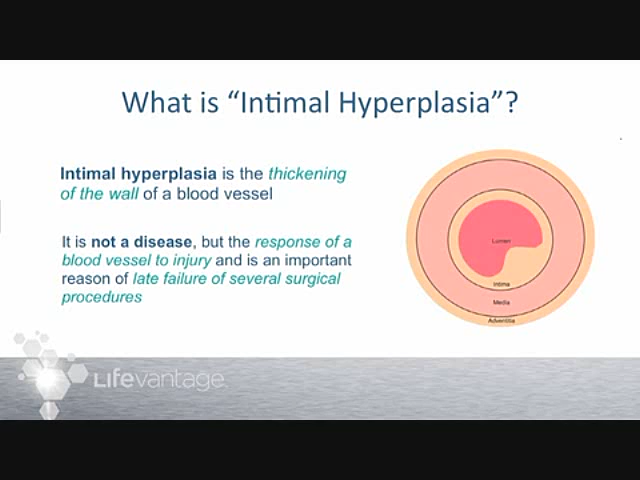 What is “Intimal Hyperplasia”?
Intimal hyperplasia is the thickening
of the wall of a blood vessel
It is not a disease, but the response of a
blood vessel to injury and is an important
reason of late failure of several surgical
procedures
Lumen
Intima
Media
Adventitia
Lifevantage